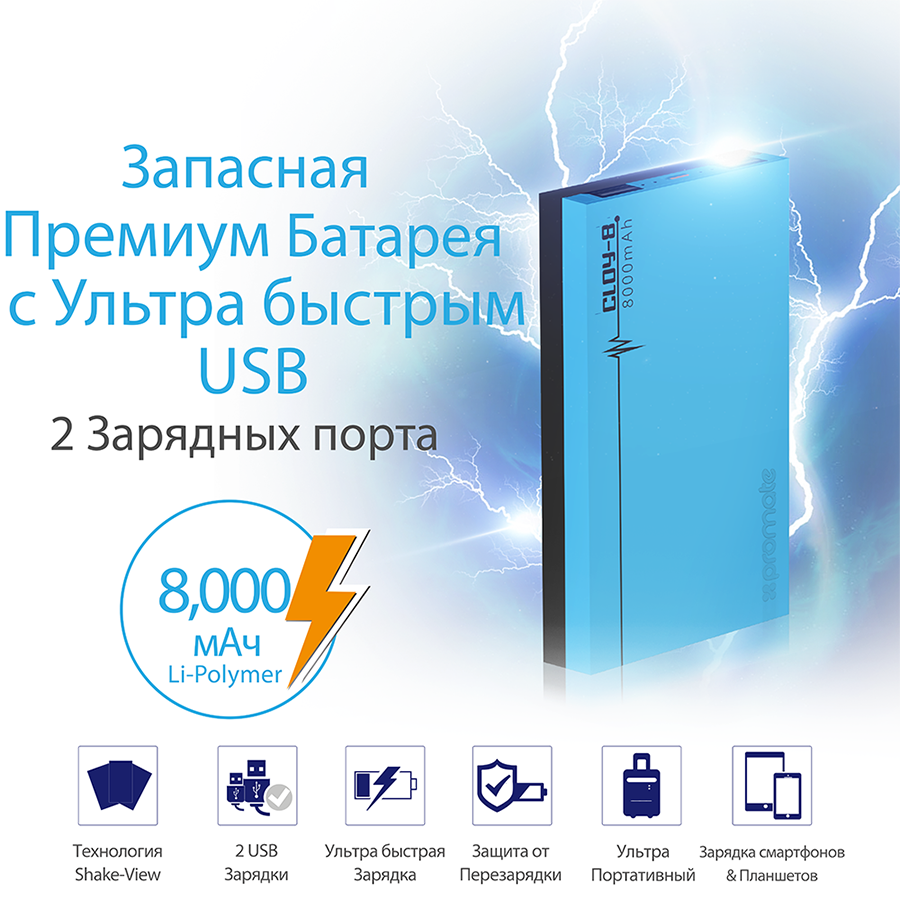 Запасная
Премиум Батарея
с Ультра быстрым
USB
2 Зарядных порта
CLOY-8
8000mAh
promate
8,000
мАч
Li-Polymer
Технология
Shake-View
2 USB
Зарядки
Ультра быстрая
Зарядка
Защита от
Перезарядки
Ультра
Портативный
Зарядка смартфонов
& Планшетов